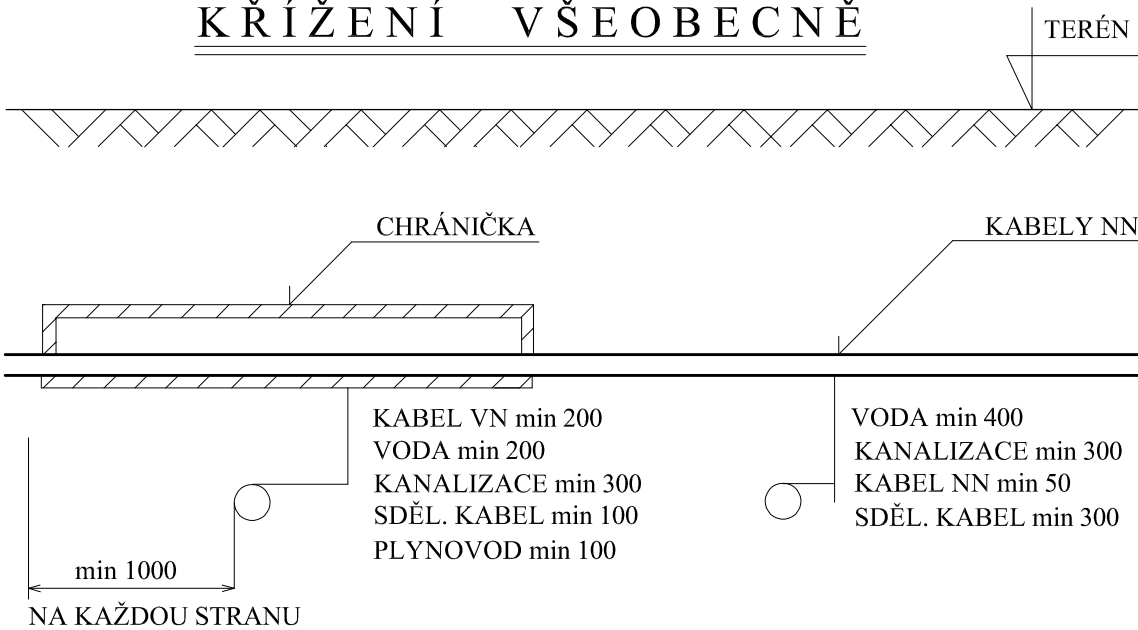 KŘÍŽENÍ VŠEOBECNĚ
TERÉN
CHRÁNIČKA
KABELY NN
KABEL VN min 200
VODA min 200
KANALIZACE min 300
SDĚL. KABEL min 100
PLYNOVOD min 100
VODA min 400
KANALIZACE min 300
KABEL NN min 50
SDĚL. KABEL min 300
min 1000
NA KAŽDOU STRANU